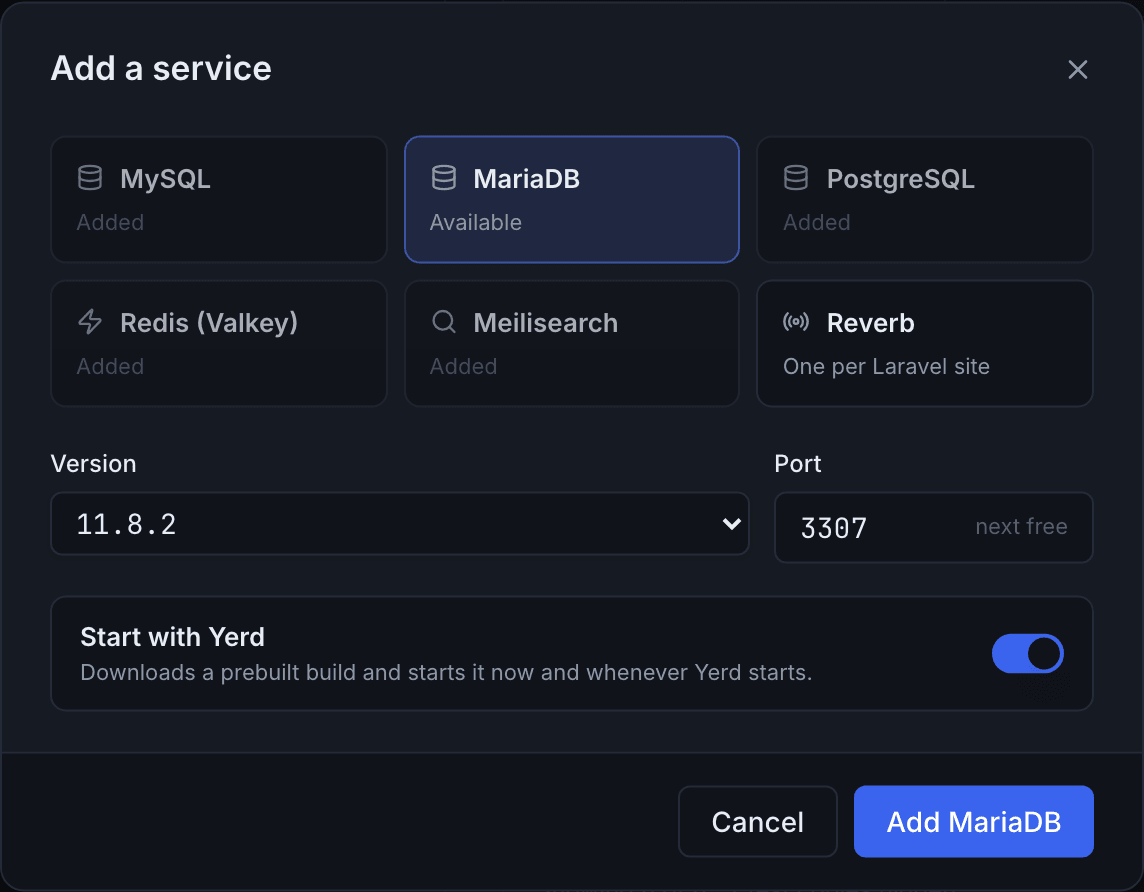 Add a service
MySQL
Added
MariaDB
Available
PostgreSQL
Added
Redis (Valkey)
Added
Meilisearch
Added
Reverb
One per Laravel site
Version
11.8.2
Port
3307
next free
Start with Yerd
Downloads a prebuilt build and starts it now and whenever Yerd starts.
Cancel
Add MariaDB